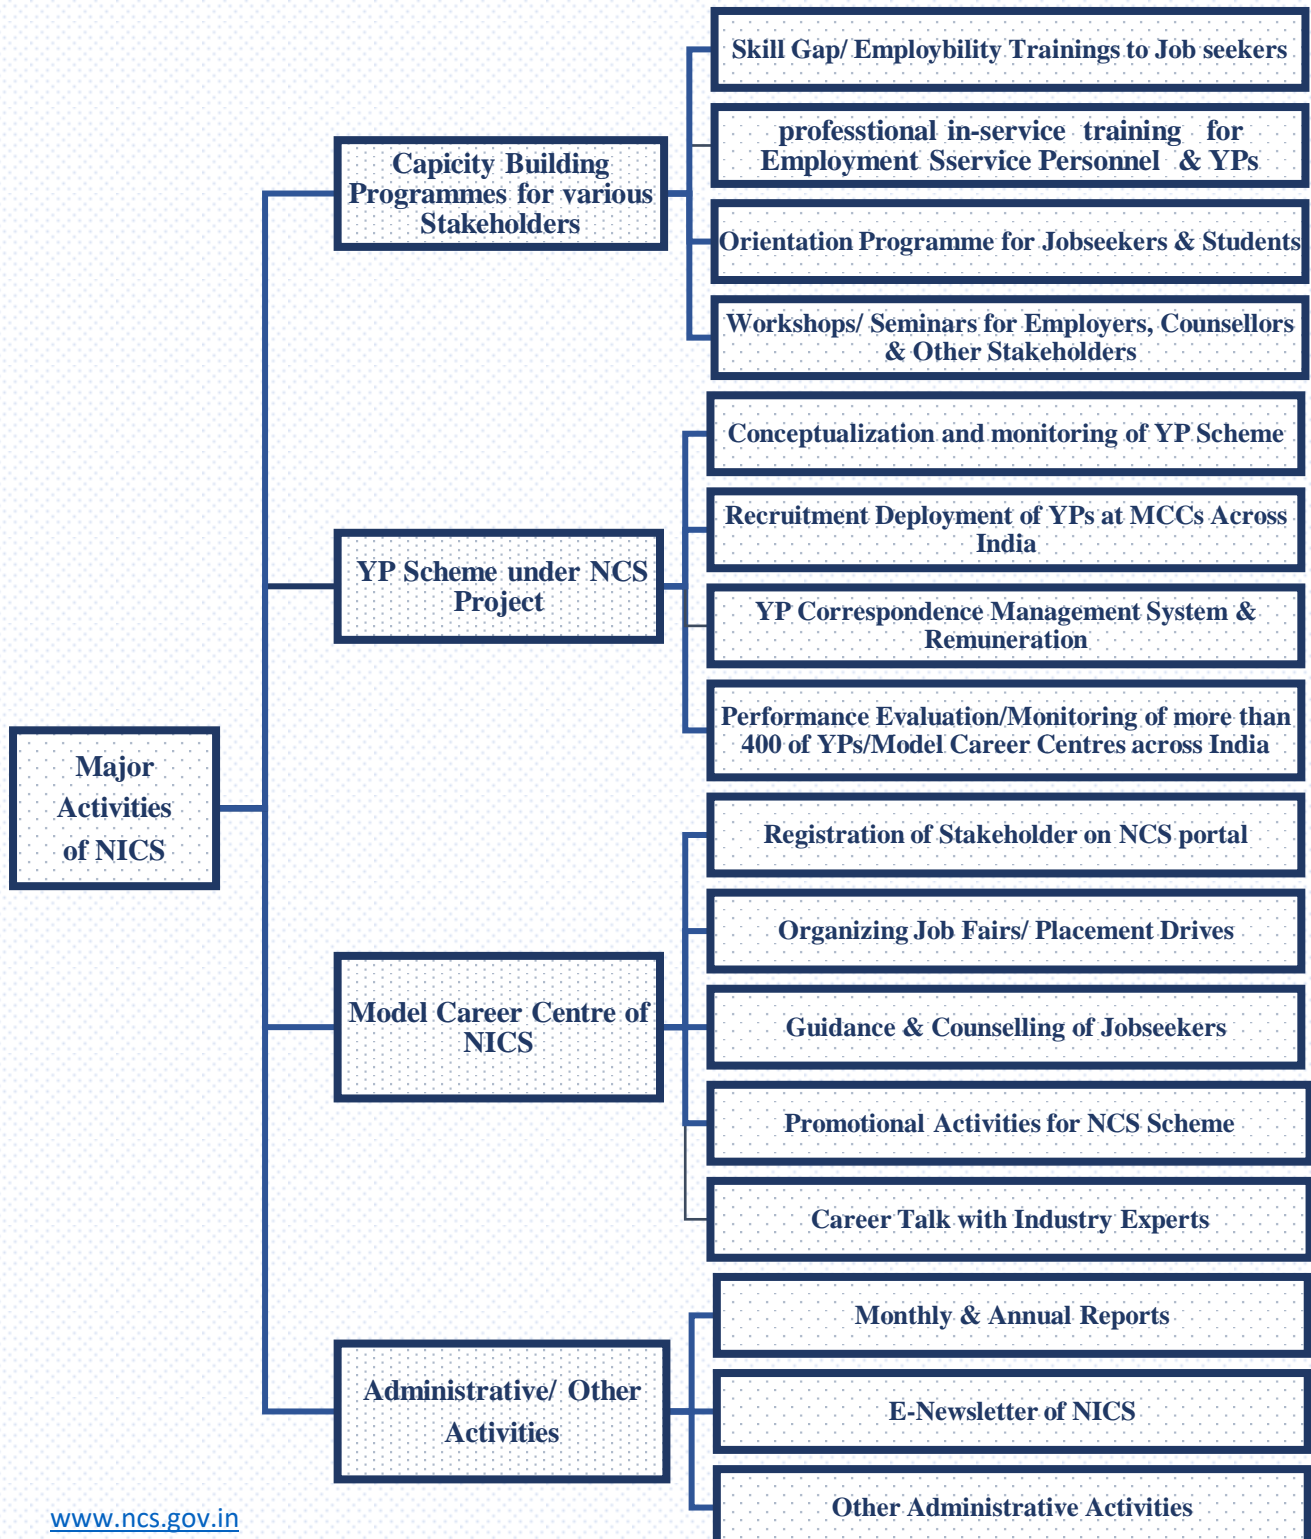 Major
Activities
of NICS
Capicity Building
Programmes for various
Stakeholders
Skill Gap/ Employbility Trainings to Job seekers
professtional in-service training for
Employment Sservice Personnel & YPs
Orientation Programme for Jobseekers & Students
Workshops/ Seminars for Employers, Counsellors
& Other Stakeholders
YP Scheme under NCS
Project
Conceptualization and monitoring of YP Scheme
Recruitment Deployment of YPs at MCCs Across
India
YP Correspondence Management System &
Remuneration
Performance Evaluation/Monitoring of more than
400 of YPs/Model Career Centres across India
Model Career Centre of
NICS
Registration of Stakeholder on NCS portal
Organizing Job Fairs/ Placement Drives
Guidance & Counselling of Jobseekers
Promotional Activities for NCS Scheme
Career Talk with Industry Experts
Administrative/ Other
Activities
Monthly & Annual Reports
E-Newsletter of NICS
Other Administrative Activities
www.ncs.gov.in